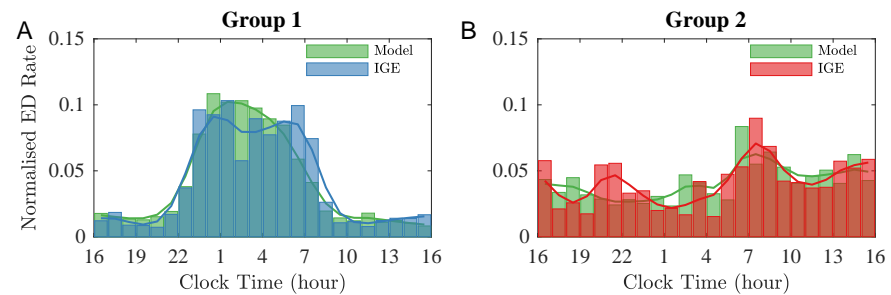 A
Group 1
Normalised ED Rate
0.15
0.1
0.05
0
Model
IGE
16 19 22 1 4 7 10 13 16
Clock Time (hour)
B
Group 2
0.15
0.1
0.05
0
Model
IGE
16 19 22 1 4 7 10 13 16
Clock Time (hour)